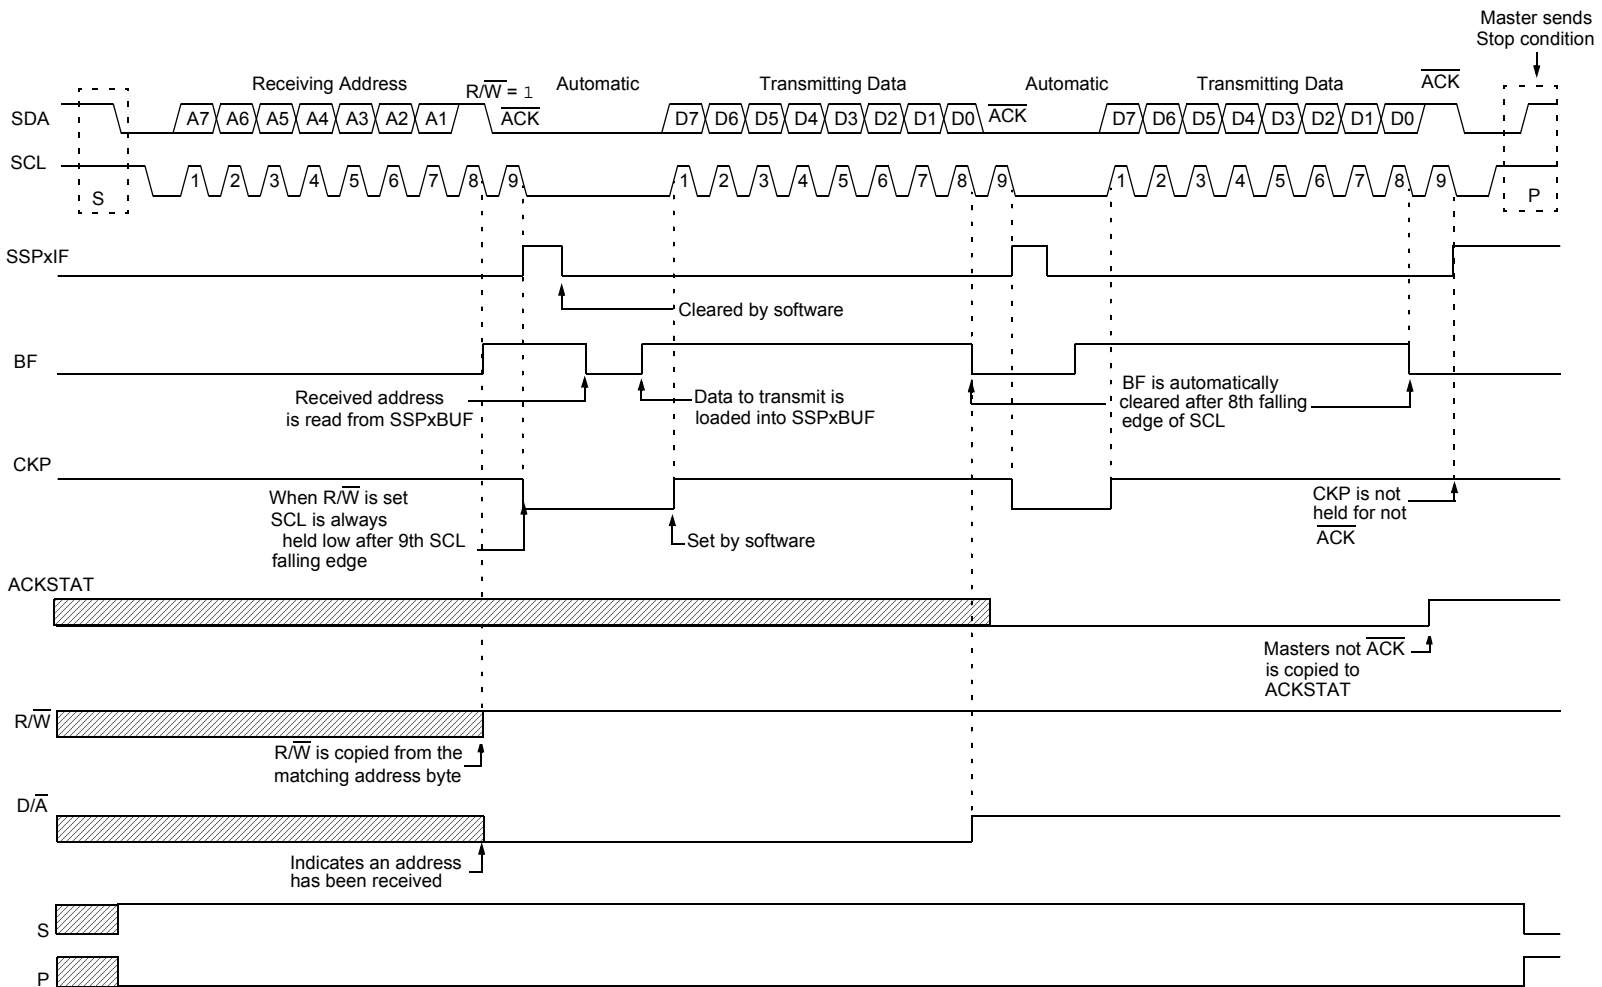 Master sends
Stop condition
Receiving Address
R/W̅ = 1
Automatic
Transmitting Data
Automatic
Transmitting Data
A̅C̅K̅
SDA
A7 A6 A5 A4 A3 A2 A1
A̅C̅K̅
D7 D6 D5 D4 D3 D2 D1 D0
A̅C̅K̅
D7 D6 D5 D4 D3 D2 D1 D0
SCL
S
1 2 3 4 5 6 7 8 9
1 2 3 4 5 6 7 8 9
1 2 3 4 5 6 7 8 9
P
SSPxIF
Cleared by software
BF
Received address
is read from SSPxBUF
Data to transmit is
loaded into SSPxBUF
BF is automatically
cleared after 8th falling
edge of SCL
CKP
When R/W̅ is set
SCL is always
held low after 9th SCL
falling edge
Set by software
CKP is not
held for not
A̅C̅K̅
ACKSTAT
Masters not A̅C̅K̅
is copied to
ACKSTAT
R/W̅
R/W̅ is copied from the
matching address byte
D/A̅
Indicates an address
has been received
S
P